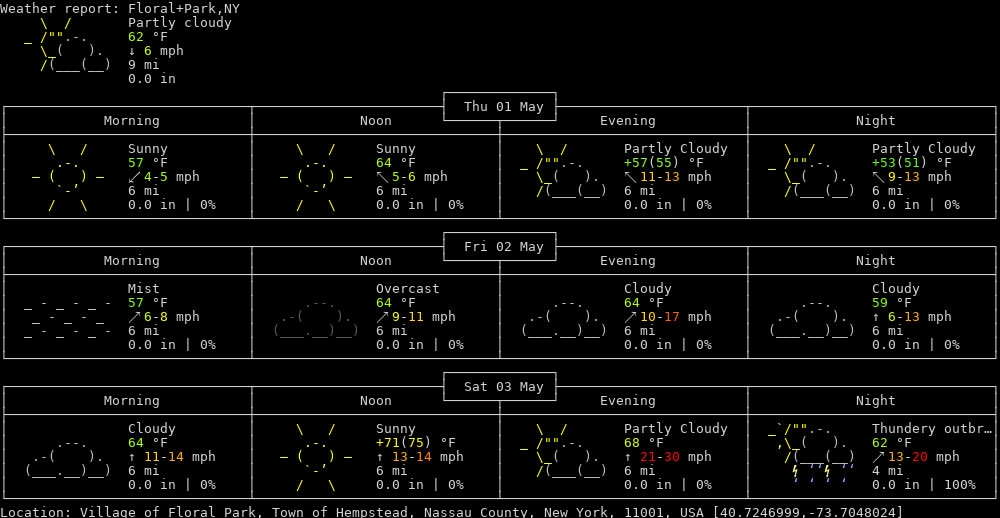 Weather report: Floral+Park,NY
Partly cloudy
62 °F
↓ 6 mph
9 mi
0.0 in
Thu 01 May
Morning Noon Evening Night
Sunny Sunny Partly Cloudy Partly Cloudy
57 °F 64 °F +57(55) °F +53(51) °F
↙ 4-5 mph ↖ 5-6 mph ↖ 11-13 mph ↖ 9-13 mph
6 mi 6 mi 6 mi 6 mi
0.0 in | 0% 0.0 in | 0% 0.0 in | 0% 0.0 in | 0%
Fri 02 May
Morning Noon Evening Night
Mist Overcast Cloudy Cloudy
57 °F 64 °F 64 °F 59 °F
↗ 6-8 mph ↗ 9-11 mph ↗ 10-17 mph ↑ 6-13 mph
6 mi 6 mi 6 mi 6 mi
0.0 in | 0% 0.0 in | 0% 0.0 in | 0% 0.0 in | 0%
Sat 03 May
Morning Noon Evening Night
Cloudy Sunny Partly Cloudy Thundery outbr…
64 °F +71(75) °F 68 °F 62 °F
↑ 11-14 mph ↑ 13-14 mph ↑ 21-30 mph ↗ 13-20 mph
6 mi 6 mi 6 mi 4 mi
0.0 in | 0% 0.0 in | 0% 0.0 in | 0% 0.0 in | 100%
Location: Village of Floral Park, Town of Hempstead, Nassau County, New York, 11001, USA [40.7246999,-73.7048024]